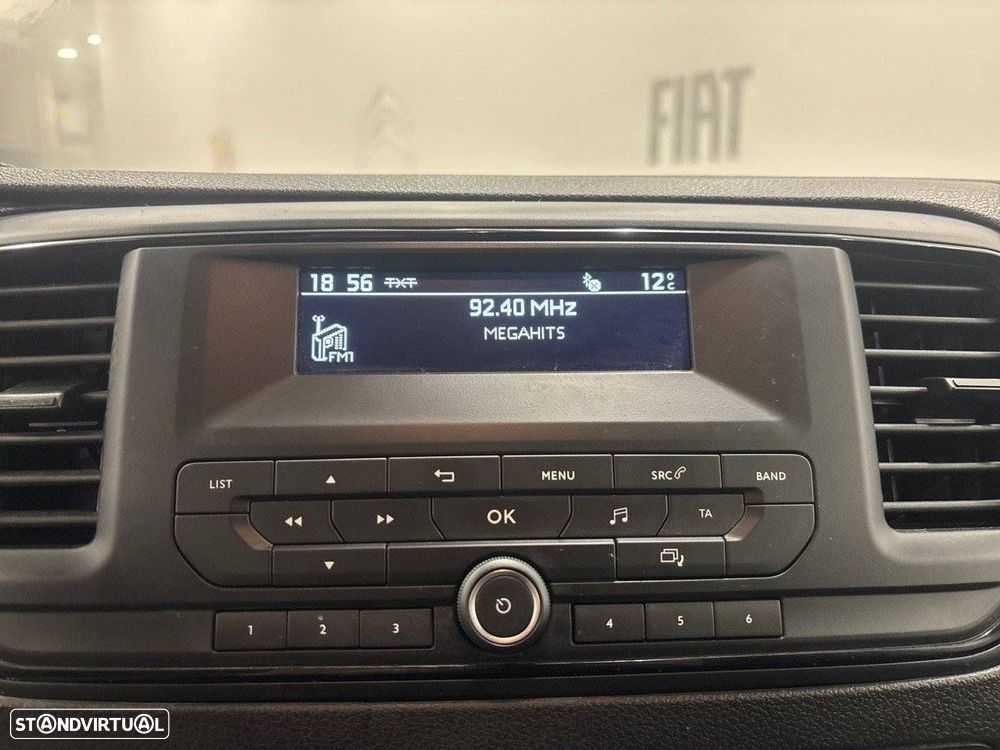 FIAT
18 56 TXT 12°C
92.40 MHz
MEGAHITS
FM1
LIST MENU SRC BAND
OK TA
1 2 3 4 5 6
STANDVIRTUAL